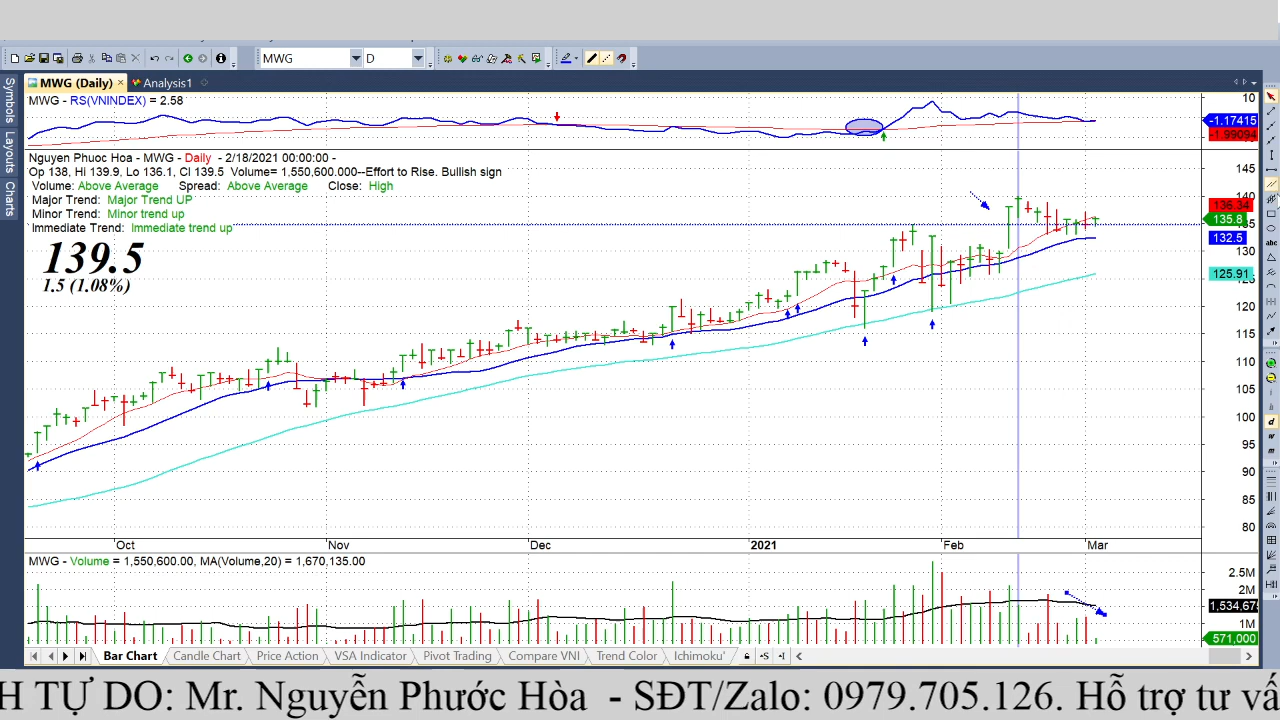 MWG
D
Symbols
Layouts
Charts
MWG (Daily) ×
Analysis1
MWG - RS(VNINDEX) = 2.58
10
-1.17415
-1.99094
Nguyen Phuoc Hoa - MWG - Daily - 2/18/2021 00:00:00 -
Op 138, Hi 139.9, Lo 136.1, Cl 139.5 Volume= 1,550,600.000--Effort to Rise. Bullish sign
Volume: Above Average Spread: Above Average Close: High
Major Trend: Major Trend UP
Minor Trend: Minor trend up
Immediate Trend: Immediate trend up
139.5
1.5 (1.08%)
145
140
136.34
135.8
132.5
130
125.91
120
115
110
105
100
95
90
85
80
Oct
Nov
Dec
2021
Feb
Mar
MWG - Volume = 1,550,600.00, MA(Volume,20) = 1,670,135.00
2.5M
2M
1,534,675
1M
571,000
Bar Chart
Candle Chart
Price Action
VSA Indicator
Pivot Trading
Compare VNI
Trend Color
Ichimoku'
H TỰ DO: Mr. Nguyễn Phước Hòa - SĐT/Zalo: 0979.705.126. Hỗ trợ tư vấ